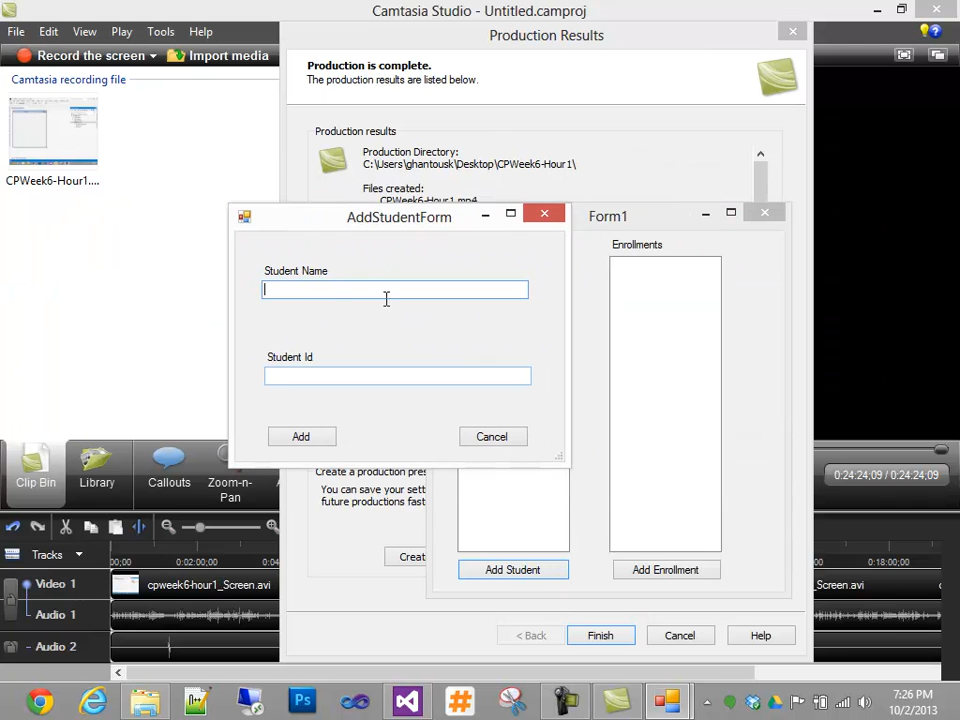 Camtasia Studio - Untitled.camproj
File Edit View Play Tools Help
Production Results
Record the screen
Import media
Production is complete.
The production results are listed below.
Camtasia recording file
CPWeek6-Hour1....
Production results
Production Directory:
C:\Users\ghantousk\Desktop\CPWeek6-Hour1\
Files created:
CPWeek6-Hour1.mp4
AddStudentForm
Form1
Enrollments
Student Name
Student Id
Add
Cancel
Clip Bin
Library
Callouts
Zoom-n-
Pan
Create a production pres
You can save your sett
future productions fast
Creat
0:24:24;09 / 0:24:24;09
Tracks
00;00
0:02:00;00
0:04
0:18:00;00
Add Student
Add Enrollment
Video 1
cpweek6-hour1_Screen.avi
_Screen.avi
Audio 1
Audio 2
< Back
Finish
Cancel
Help
Ps
7:26 PM
10/2/2013